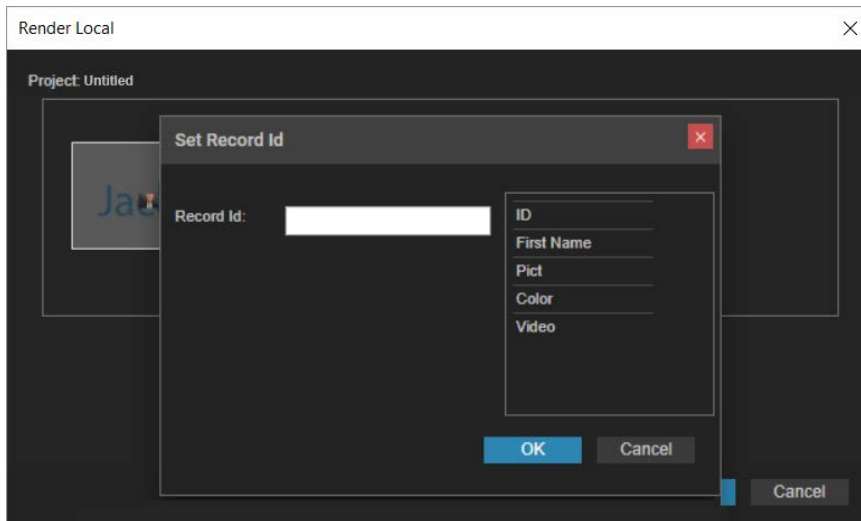 Render Local
Project: Untitled
Set Record Id
Record Id:
ID
First Name
Pict
Color
Video
OK
Cancel
Cancel